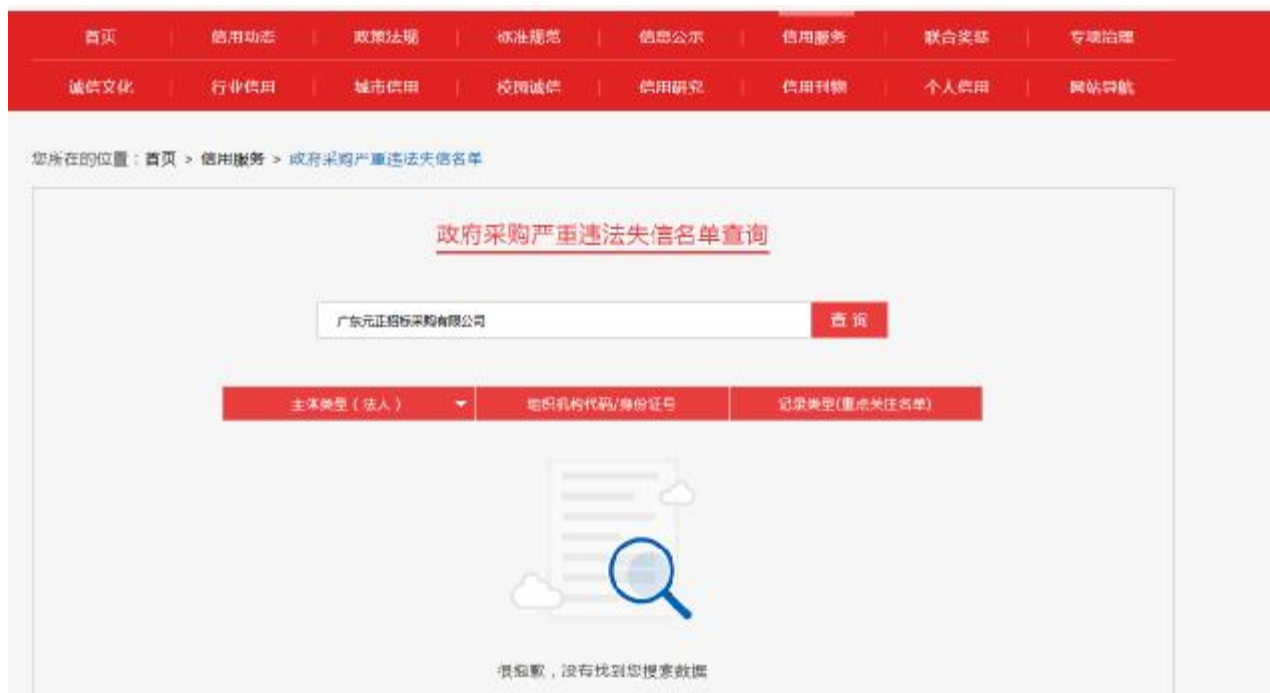 首页 信用动态 政策法规 标准规范 信息公示 信用服务 联合奖惩 专项治理
诚信文化 行业信用 城市信用 校园诚信 信用研究 信用刊物 个人信用 网站导航
您所在的位置：首页 > 信用服务 > 政府采购严重违法失信名单
政府采购严重违法失信名单查询
广东元正招标采购有限公司 查 询
主体类型（法人） 组织机构代码/身份证号 记录类型(重点关注名单)
很抱歉，没有找到您搜索数据